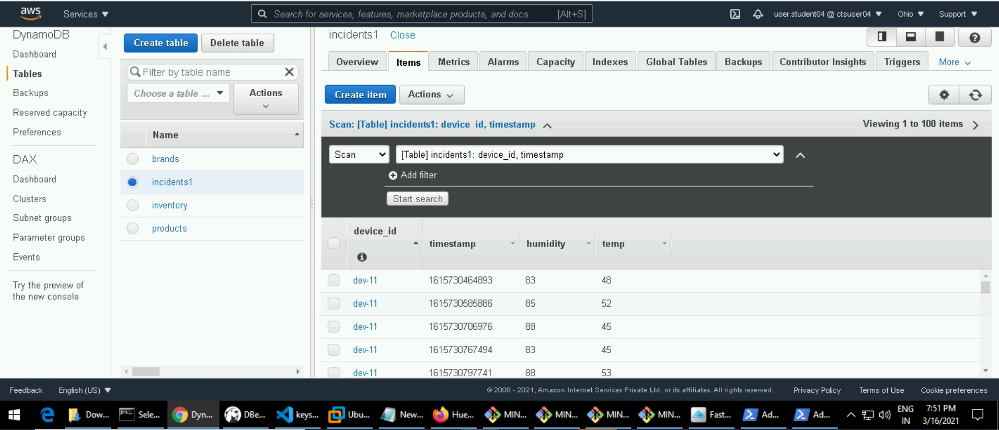 aws Services Search for services, features, marketplace products, and docs [Alt+S] user.student04 @ ctsuser04 Ohio Support
DynamoDB
Dashboard
Tables
Backups
Reserved capacity
Preferences
DAX
Dashboard
Clusters
Subnet groups
Parameter groups
Events
Try the preview of
the new console
Create table Delete table
Filter by table name
Choose a table ... Actions
Name
brands
incidents1
inventory
products
incidents1 Close
Overview Items Metrics Alarms Capacity Indexes Global Tables Backups Contributor Insights Triggers More
Create item Actions
Scan: [Table] incidents1: device_id, timestamp Viewing 1 to 100 items
Scan [Table] incidents1: device_id, timestamp
Add filter
Start search
device_id timestamp humidity temp
dev-11 1615730464893 83 48
dev-11 1615730585886 85 52
dev-11 1615730706976 88 45
dev-11 1615730767494 83 45
dev-11 1615730797741 88 53
Feedback English (US) © 2008 - 2021, Amazon Internet Services Private Ltd. or its affiliates. All rights reserved. Privacy Policy Terms of Use Cookie preferences
Dow... Sele... Dyn... DBe... keys... Ubu... New... Hue... MIN... MIN... MIN... MIN... Fast... Ad... Ad... ENG 7:51 PM
IN 3/16/2021